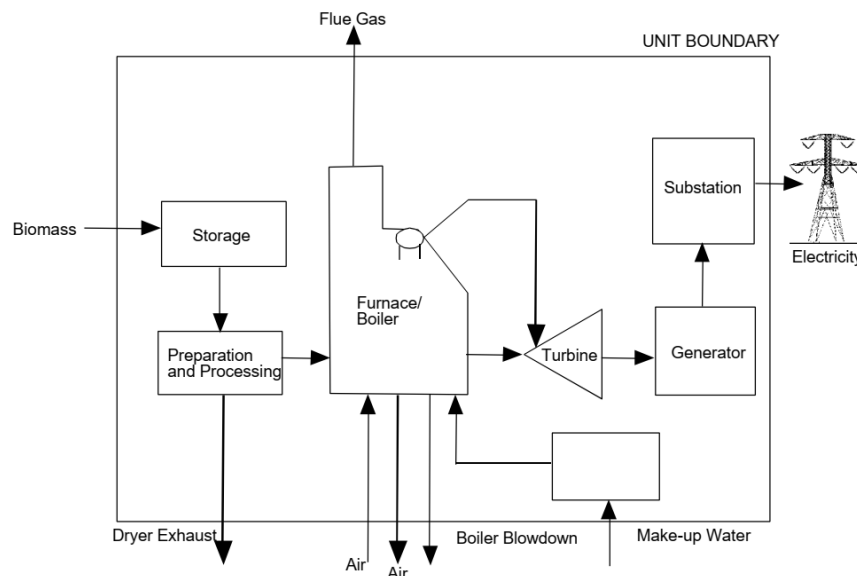 Flue Gas
UNIT BOUNDARY
Substation
Biomass
Storage
Electricity
Furnace/
Boiler
Preparation
and Processing
Turbine
Generator
Dryer Exhaust
Boiler Blowdown
Make-up Water
Air
Air